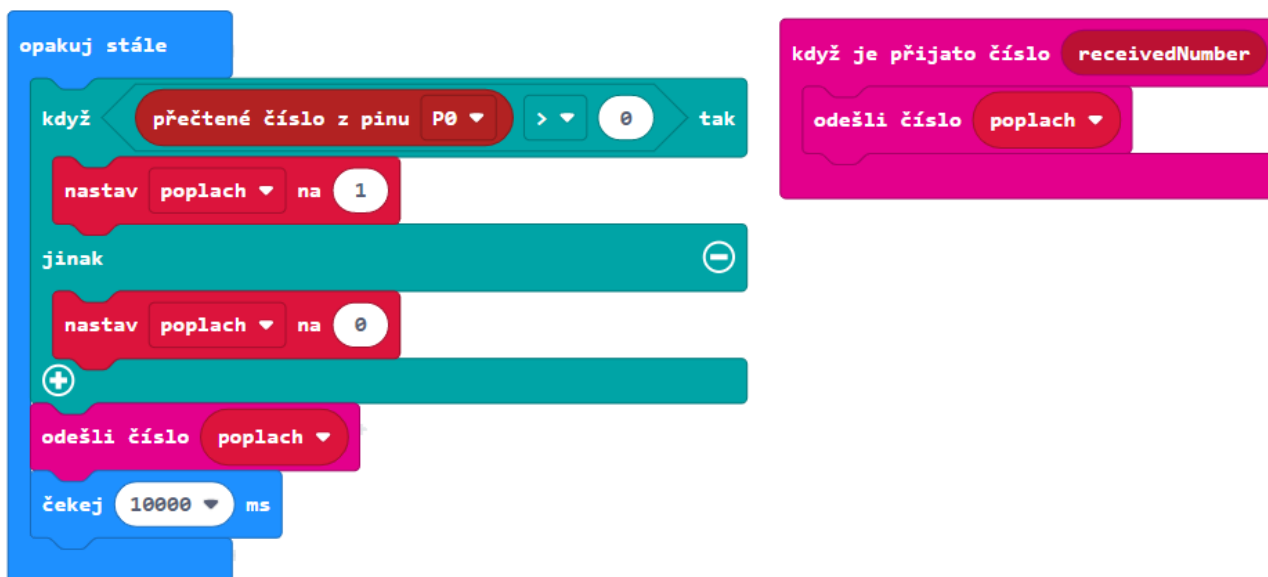 opakuj stále
když přečtené číslo z pinu P0 > 0 tak
nastav poplach na 1
jinak
nastav poplach na 0
odešli číslo poplach
čekej 10000 ms
když je přijato číslo receivedNumber
odešli číslo poplach